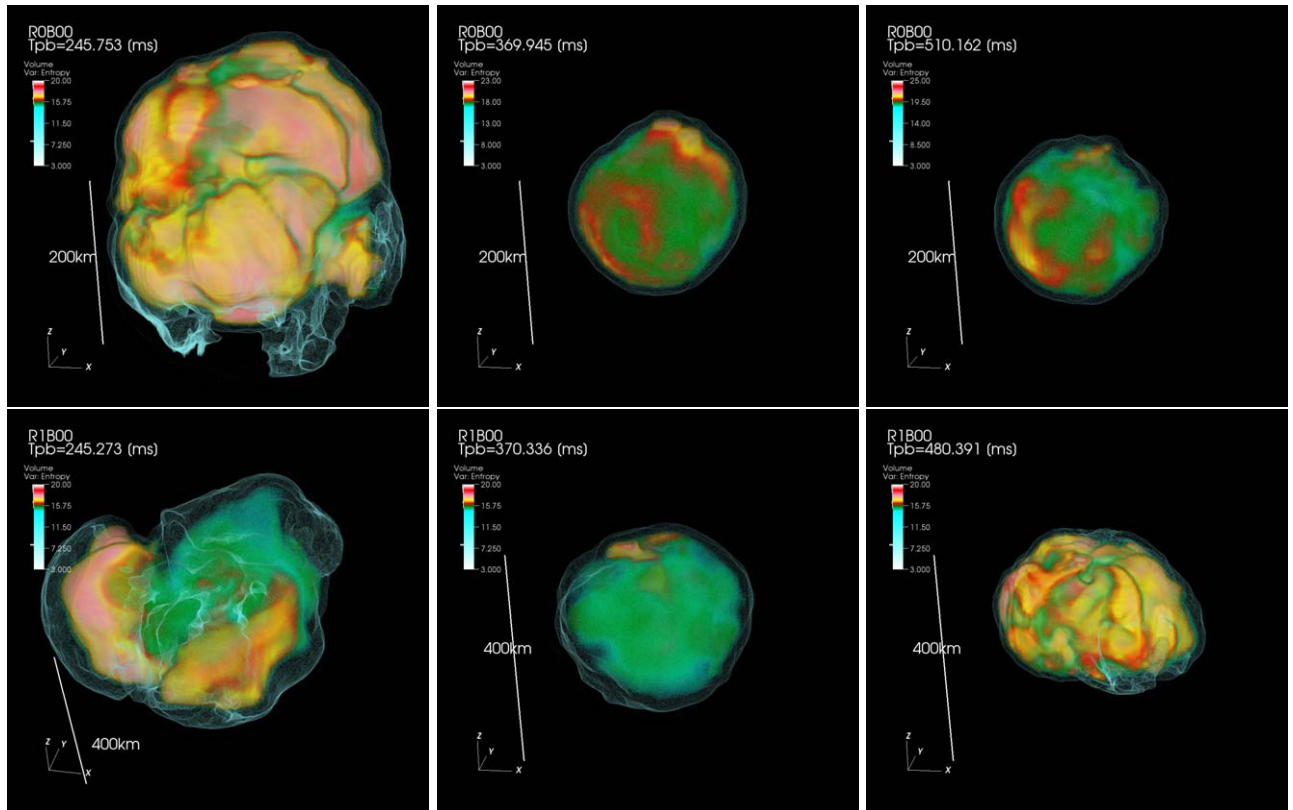 R0B00
Tpb=245.753 [ms]
Volume
Var: Entropy
20.00
15.75
11.50
7.250
3.000
200km
Z
Y
X
R0B00
Tpb=369.945 [ms]
Volume
Var: Entropy
23.00
18.00
13.00
8.000
3.000
200km
Z
Y
X
R0B00
Tpb=510.162 [ms]
Volume
Var: Entropy
25.00
19.50
14.00
8.500
3.000
200km
Z
Y
X
R1B00
Tpb=245.273 [ms]
Volume
Var: Entropy
20.00
15.75
11.50
7.250
3.000
400km
Z
Y
X
R1B00
Tpb=370.336 [ms]
Volume
Var: Entropy
20.00
15.75
11.50
7.250
3.000
400km
Z
Y
X
R1B00
Tpb=480.391 [ms]
Volume
Var: Entropy
20.00
15.75
11.50
7.250
3.000
400km
Z
Y
X